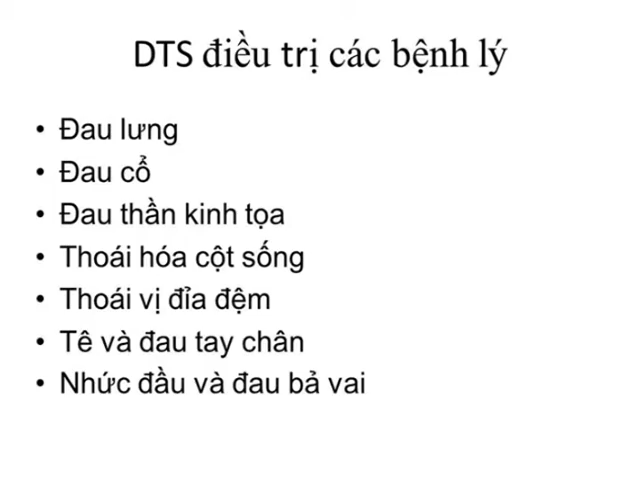 DTS điều trị các bệnh lý
• Đau lưng
• Đau cổ
• Đau thần kinh tọa
• Thoái hóa cột sống
• Thoái vị đỉa đệm
• Tê và đau tay chân
• Nhức đầu và đau bả vai